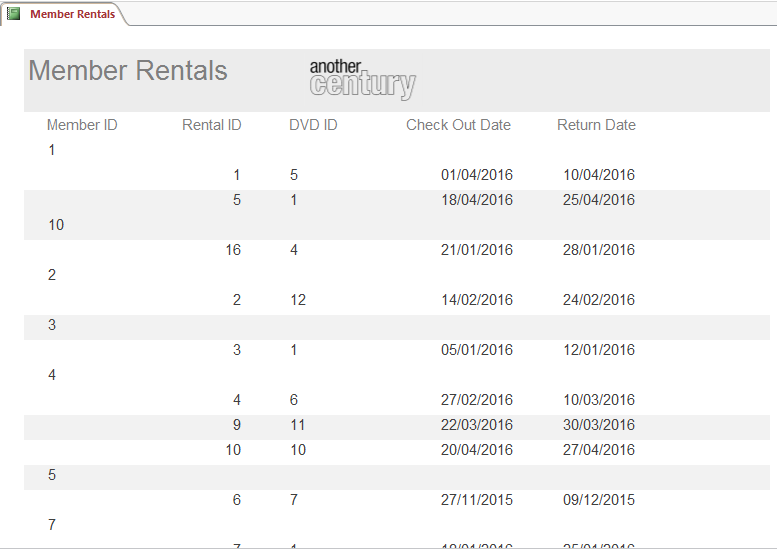 Member Rentals
Member Rentals another century
Member ID Rental ID DVD ID Check Out Date Return Date
1
1 5 01/04/2016 10/04/2016
5 1 18/04/2016 25/04/2016
10
16 4 21/01/2016 28/01/2016
2
2 12 14/02/2016 24/02/2016
3
3 1 05/01/2016 12/01/2016
4
4 6 27/02/2016 10/03/2016
9 11 22/03/2016 30/03/2016
10 10 20/04/2016 27/04/2016
5
6 7 27/11/2015 09/12/2015
7